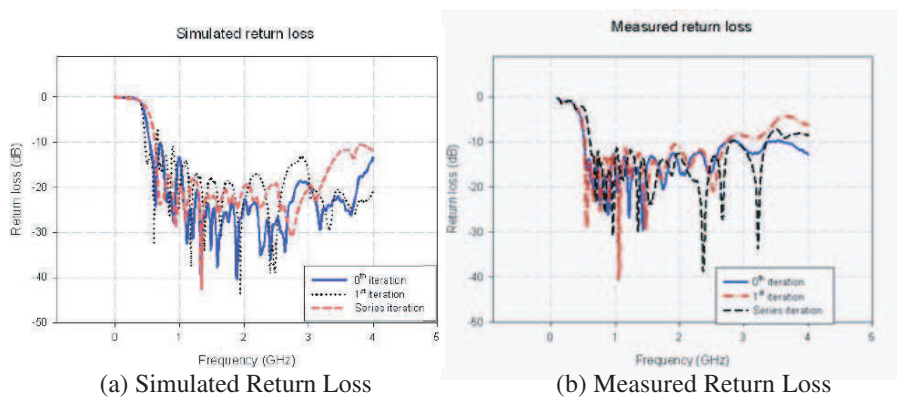 Simulated return loss
Return loss (dB)
0
-10
-20
-30
-40
-50
0
1
2
3
4
5
Frequency (GHz)
0th iteration
1st iteration
Series iteration
(a) Simulated Return Loss
Measured return loss
Return loss (dB)
0
-10
-20
-30
-40
-50
0
1
2
3
4
5
Frequency (GHz)
0th iteration
1st iteration
Series iteration
(b) Measured Return Loss